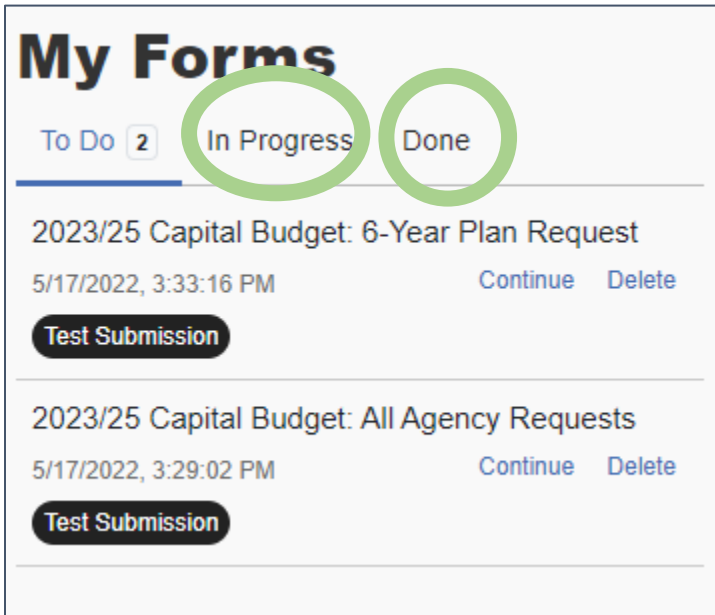 My Forms
To Do 2 In Progress Done
2023/25 Capital Budget: 6-Year Plan Request
5/17/2022, 3:33:16 PM Continue Delete
Test Submission
2023/25 Capital Budget: All Agency Requests
5/17/2022, 3:29:02 PM Continue Delete
Test Submission